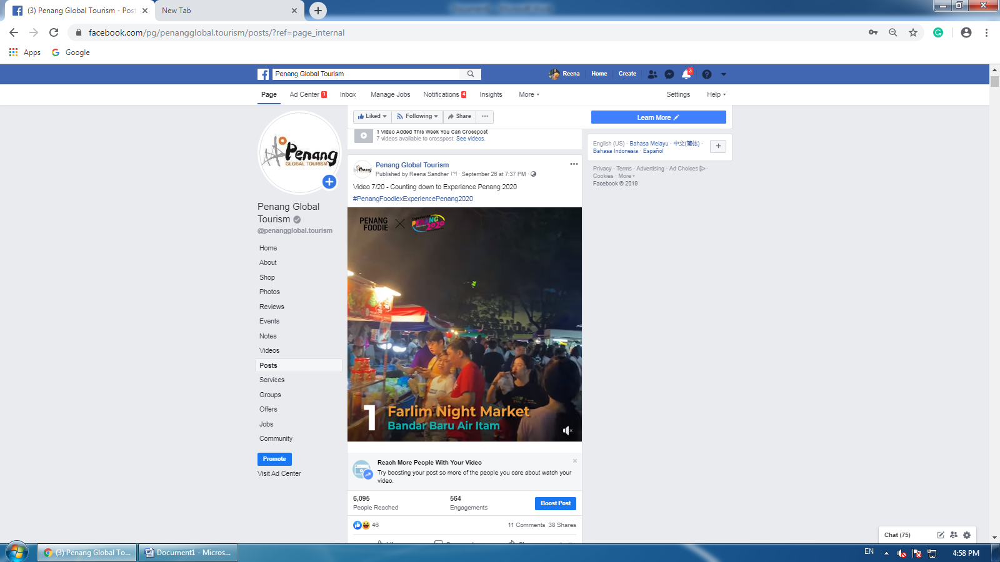 (3) Penang Global Tourism - Post
New Tab
facebook.com/pg/penangglobal.tourism/posts/?ref=page_internal
Apps
Google
Penang Global Tourism
Reena
Home
Create
3
Page
Ad Center 1
Inbox
Manage Jobs
Notifications 4
Insights
More
Settings
Help
Liked
Following
Share
Learn More
1 Video Added This Week You Can Crosspost
7 videos available to crosspost. See videos.
Penang
GLOBAL TOURISM
Penang Global
Tourism
@penangglobal.tourism
Home
About
Shop
Photos
Reviews
Events
Notes
Videos
Posts
Services
Groups
Offers
Jobs
Community
Promote
Visit Ad Center
Penang
Penang Global Tourism
Published by Reena Sandher [?] · September 26 at 7:37 PM ·
Video 7/20 - Counting down to Experience Penang 2020
#PenangFoodiexExperiencePenang2020
PENANG
FOODIE
Experience
PENANG
2020
1
Farlim Night Market
Bandar Baru Air Itam
Reach More People With Your Video
Try boosting your post so more of the people you care about watch your
video.
6,095
People Reached
564
Engagements
Boost Post
46
11 Comments 38 Shares
English (US) · Bahasa Melayu · 中文(简体) ·
Bahasa Indonesia · Español
Privacy · Terms · Advertising · Ad Choices ·
Cookies · More
Facebook © 2019
Chat (75)
(3) Penang Global To...
Document1 - Micros...
EN
4:58 PM